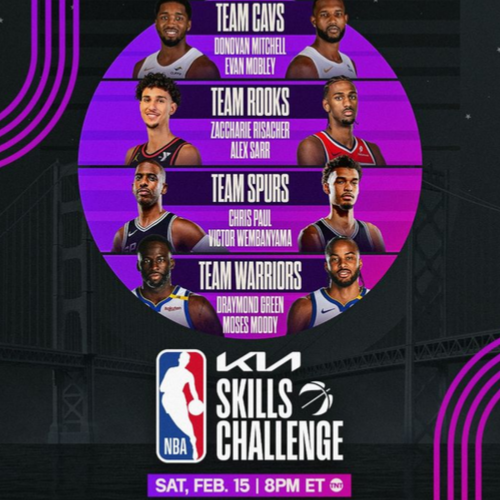 TEAM CAVS
DONOVAN MITCHELL
EVAN MOBLEY
TEAM ROOKS
ZACCHARIE RISACHER
ALEX SARR
TEAM SPURS
CHRIS PAUL
VICTOR WEMBANYAMA
TEAM WARRIORS
DRAYMOND GREEN
MOSES MOODY
Rakuten
KIA
SKILLS
CHALLENGE
NBA
SAT, FEB. 15 | 8PM ET TNT